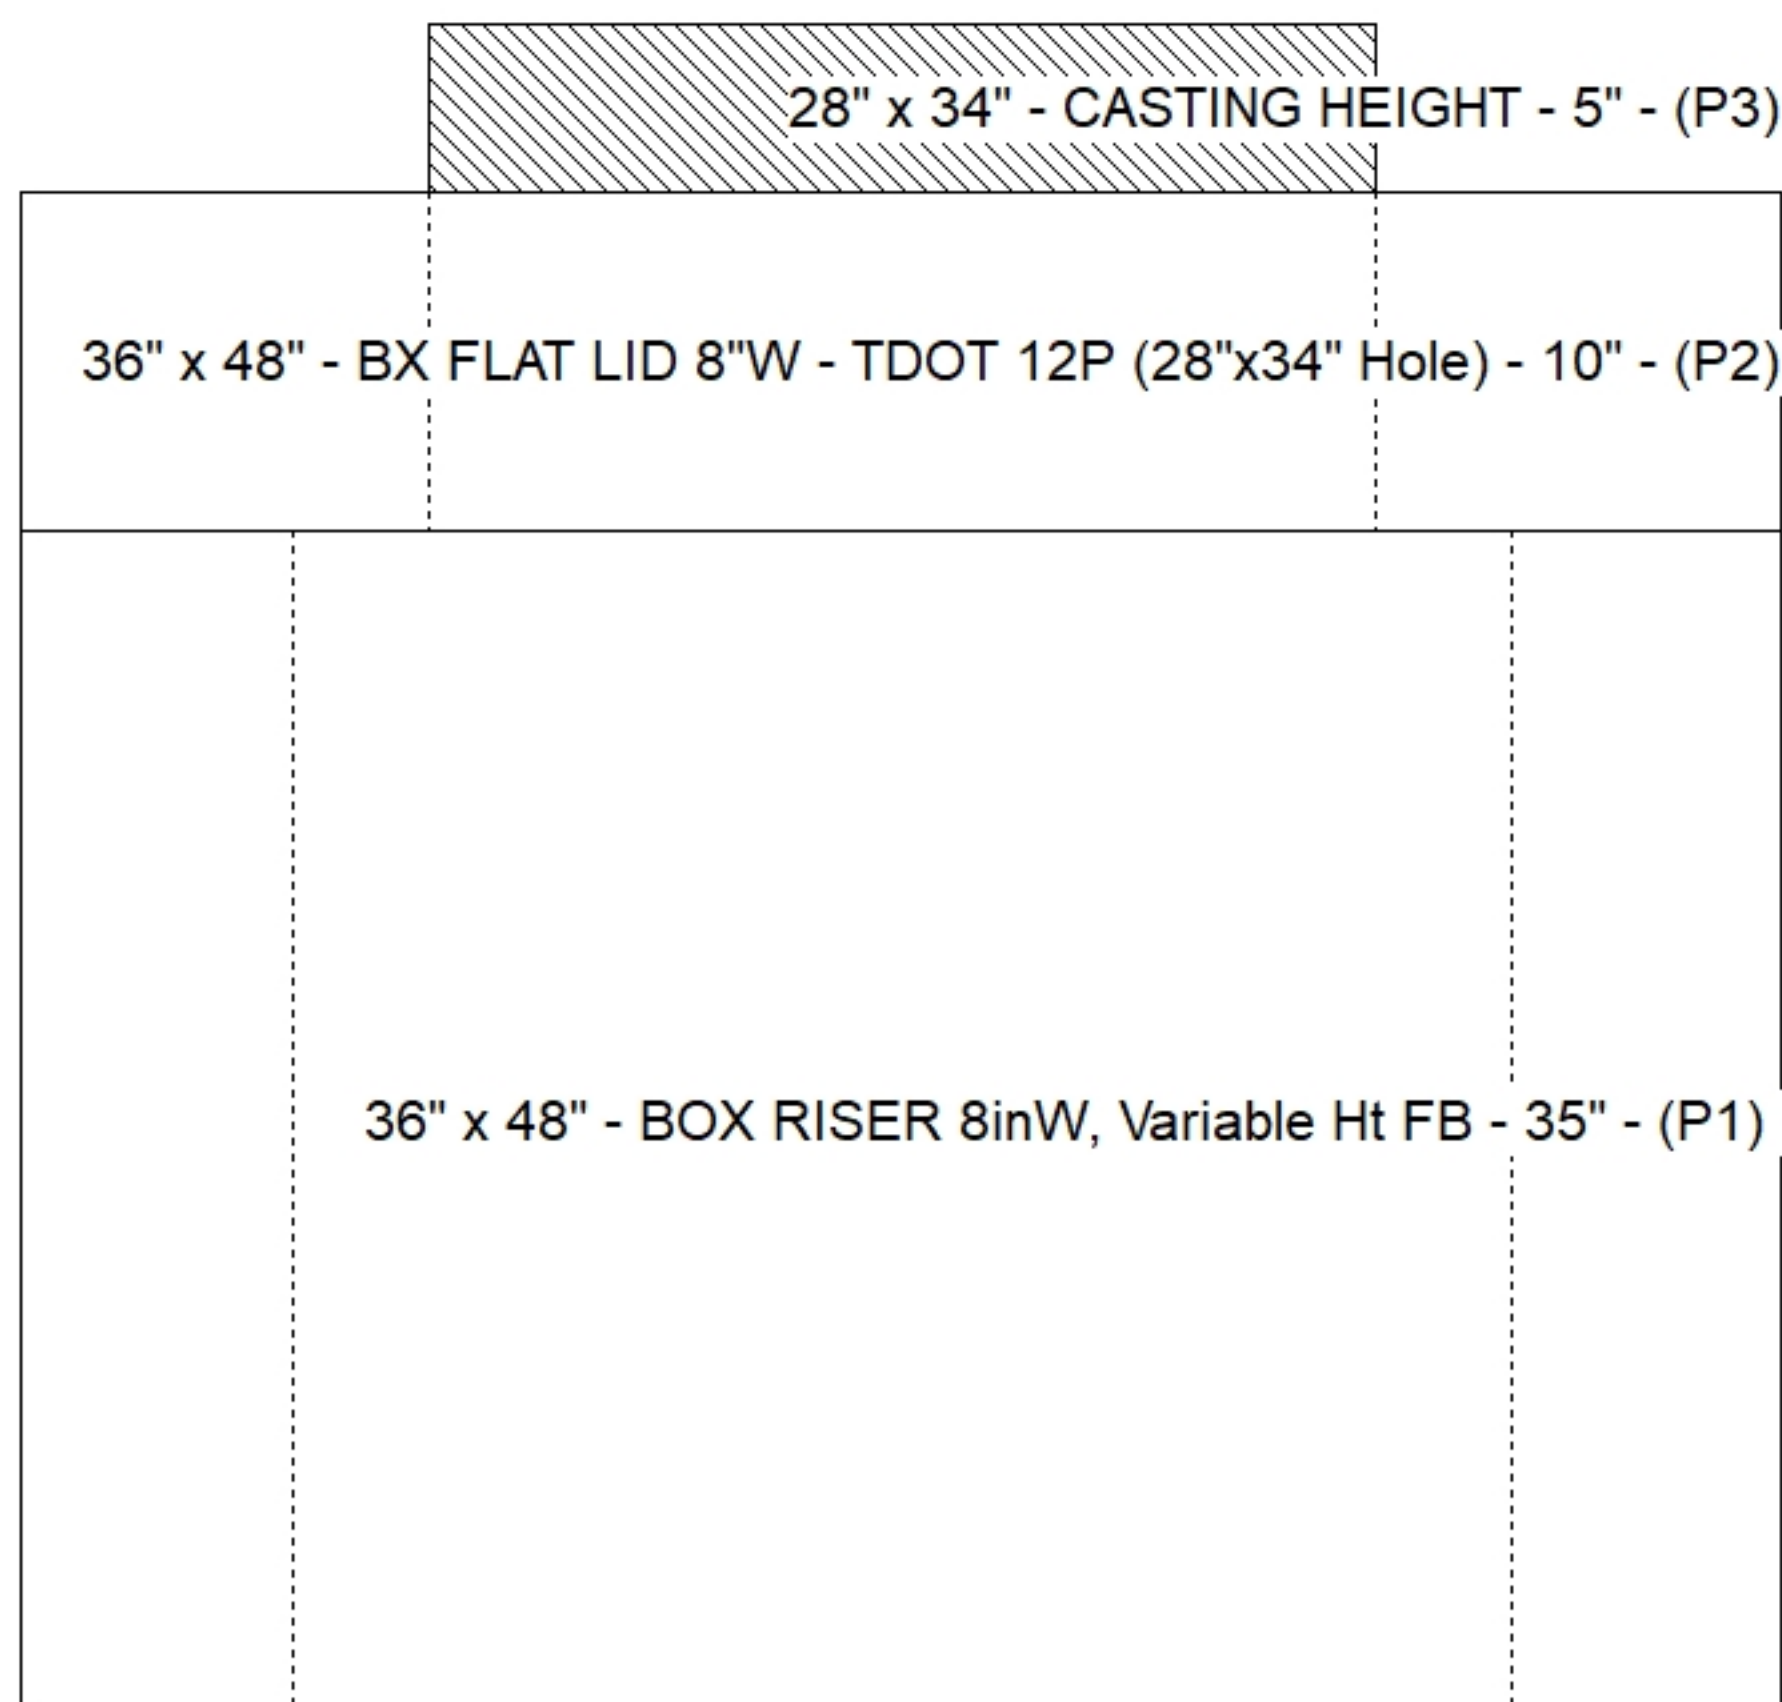 28" x 34" - CASTING HEIGHT - 5" - (P3)
36" x 48" - BX FLAT LID 8"W - TDOT 12P (28"x34" Hole) - 10" - (P2)
36" x 48" - BOX RISER 8inW, Variable Ht FB - 35" - (P1)